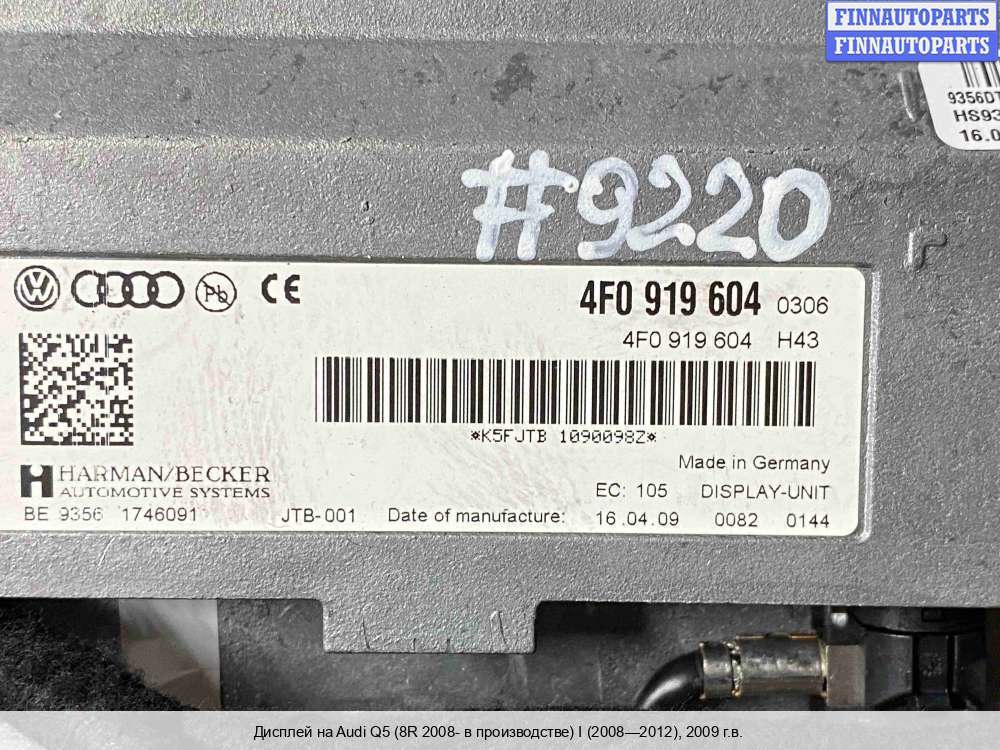 FINNAUTOPARTS
FINNAUTOPARTS
9356DT
HS93
16.0
#9220
4F0 919 604 0306
4F0 919 604 H43
Pb CE
*K5FJTB 1090098Z*
Made in Germany
HARMAN/BECKER
AUTOMOTIVE SYSTEMS
EC: 105 DISPLAY-UNIT
BE 9356 1746091 JTB-001 Date of manufacture: 16.04.09 0082 0144
Дисплей на Audi Q5 (8R 2008- в производстве) I (2008—2012), 2009 г.в.